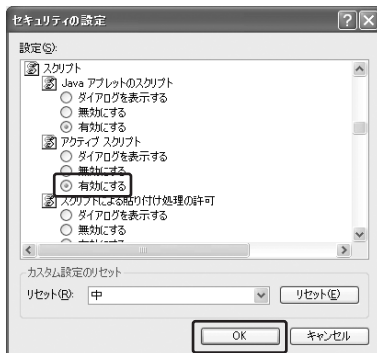 セキュリティの設定
設定(S):
スクリプト
Java アプレットのスクリプト
ダイアログを表示する
無効にする
有効にする
アクティブ スクリプト
ダイアログを表示する
無効にする
有効にする
スクリプトによる貼り付け処理の許可
ダイアログを表示する
無効にする
カスタム設定のリセット
リセット(R): 中 リセット(E)
OK キャンセル